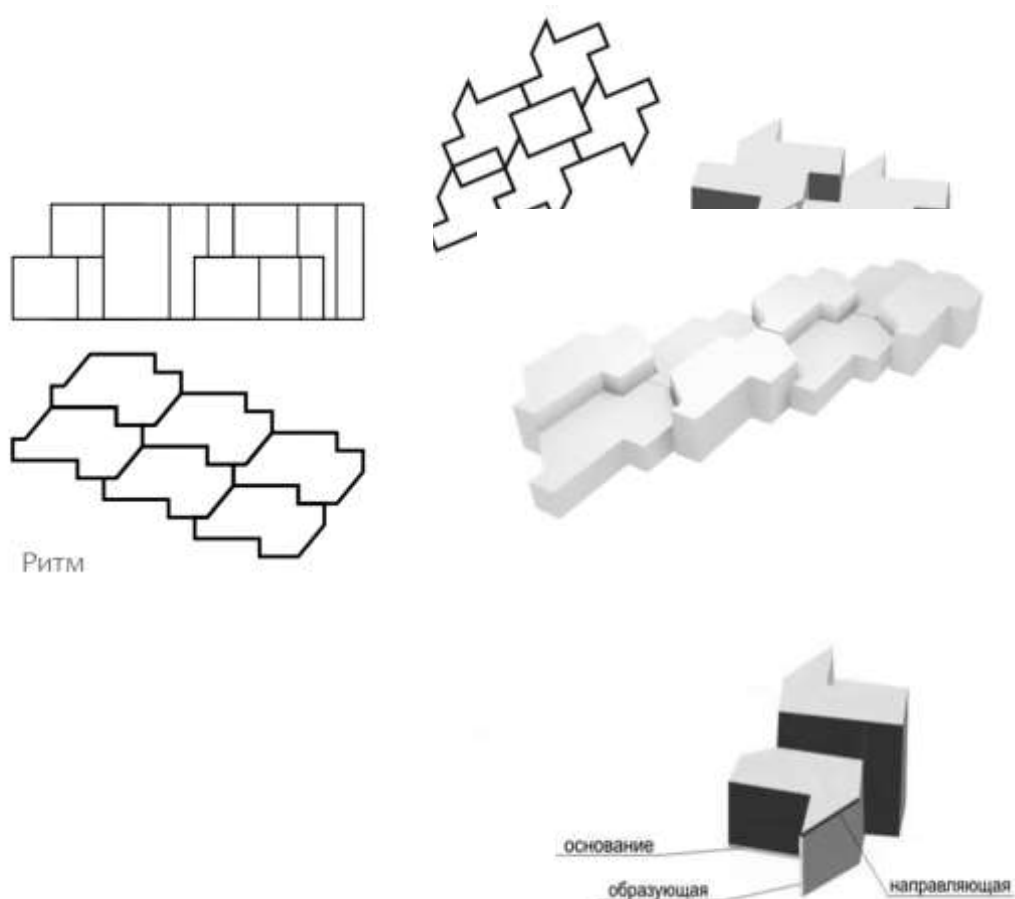 Ритм
основание
образующая
направляющая